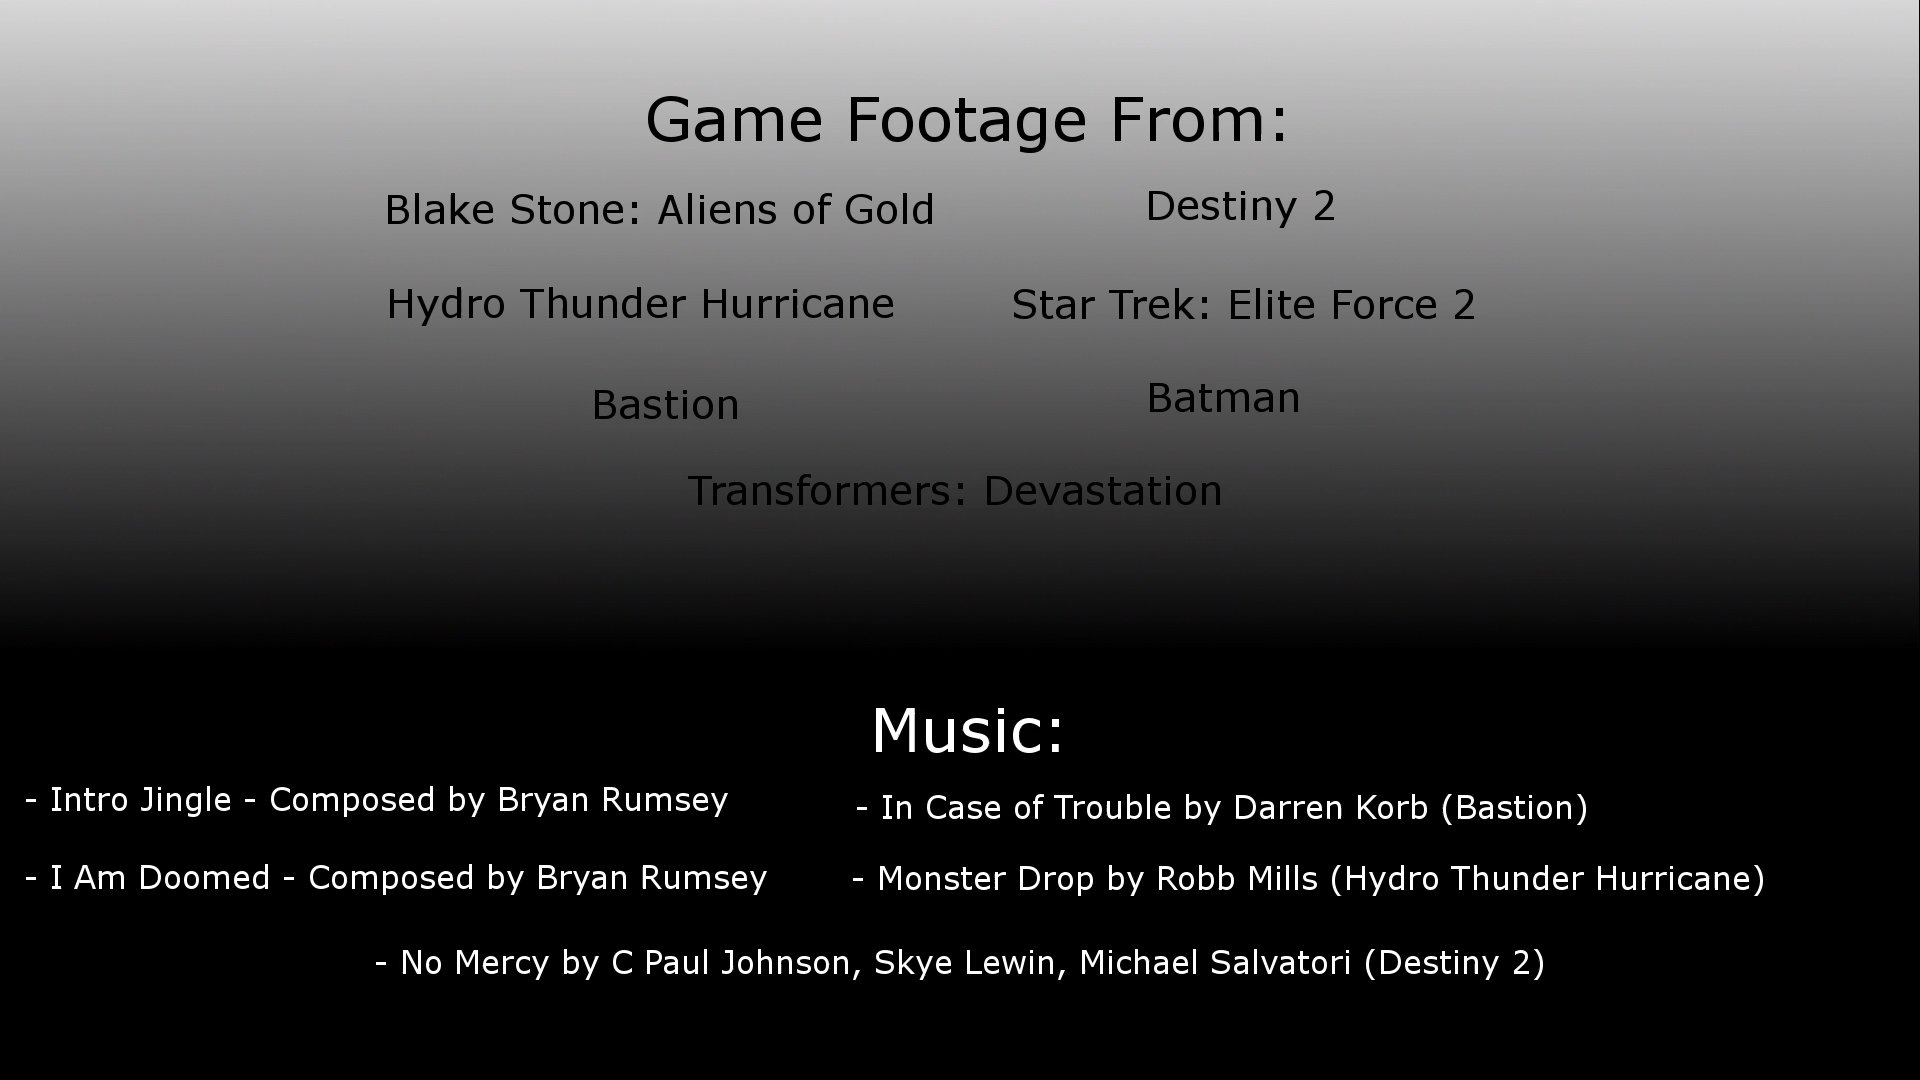 Game Footage From:
Blake Stone: Aliens of Gold
Destiny 2
Hydro Thunder Hurricane
Star Trek: Elite Force 2
Bastion
Batman
Transformers: Devastation
Music:
- Intro Jingle - Composed by Bryan Rumsey
- In Case of Trouble by Darren Korb (Bastion)
- I Am Doomed - Composed by Bryan Rumsey
- Monster Drop by Robb Mills (Hydro Thunder Hurricane)
- No Mercy by C Paul Johnson, Skye Lewin, Michael Salvatori (Destiny 2)